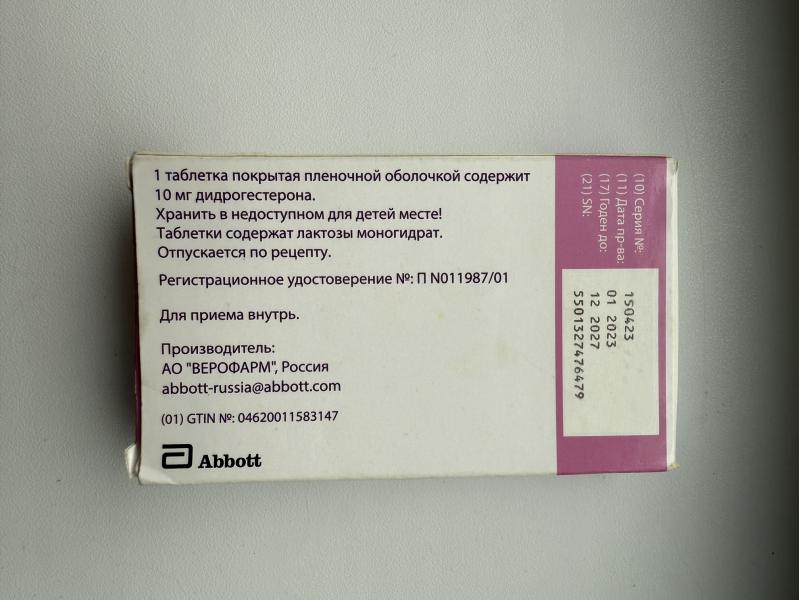 1 таблетка покрытая пленочной оболочкой содержит
10 мг дидрогестерона.
Хранить в недоступном для детей месте!
Таблетки содержат лактозы моногидрат.
Отпускается по рецепту.
Регистрационное удостоверение №: П N011987/01
Для приема внутрь.
Производитель:
АО "ВЕРОФАРМ", Россия
abbott-russia@abbott.com
(01) GTIN №: 04620011583147
Abbott
(10) Серия №:
(11) Дата пр-ва:
(17) Годен до:
(21) SN:
150423
01 2023
12 2027
5501327476479